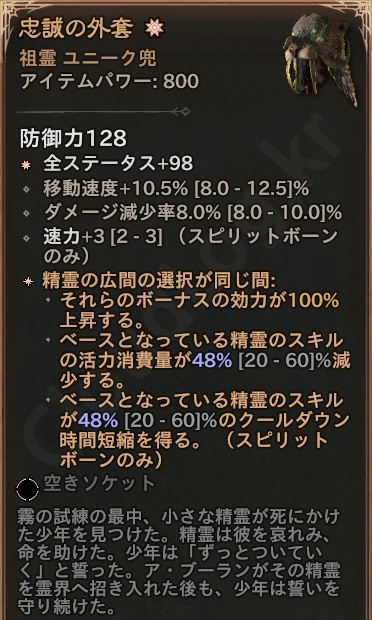 忠誠の外套
祖霊 ユニーク兜
アイテムパワー: 800
防御力128
全ステータス+98
移動速度+10.5% [8.0 - 12.5]%
ダメージ減少率8.0% [8.0 - 10.0]%
速力+3 [2 - 3] （スピリットボーン
のみ）
精霊の広間の選択が同じ間:
それらのボーナスの効力が100%
上昇する。
ベースとなっている精霊のスキル
の活力消費量が48% [20 - 60]%減
少する。
ベースとなっている精霊のスキル
が48% [20 - 60]%のクールダウン
時間短縮を得る。 （スピリット
ボーンのみ）
空きソケット
霧の試練の最中、小さな精霊が死にかけ
た少年を見つけた。精霊は彼を哀れみ、
命を助けた。少年は「ずっとついてい
く」と誓った。ア・ブーランがその精霊
を霊界へ招き入れた後も、少年は誓いを
守り続けた。